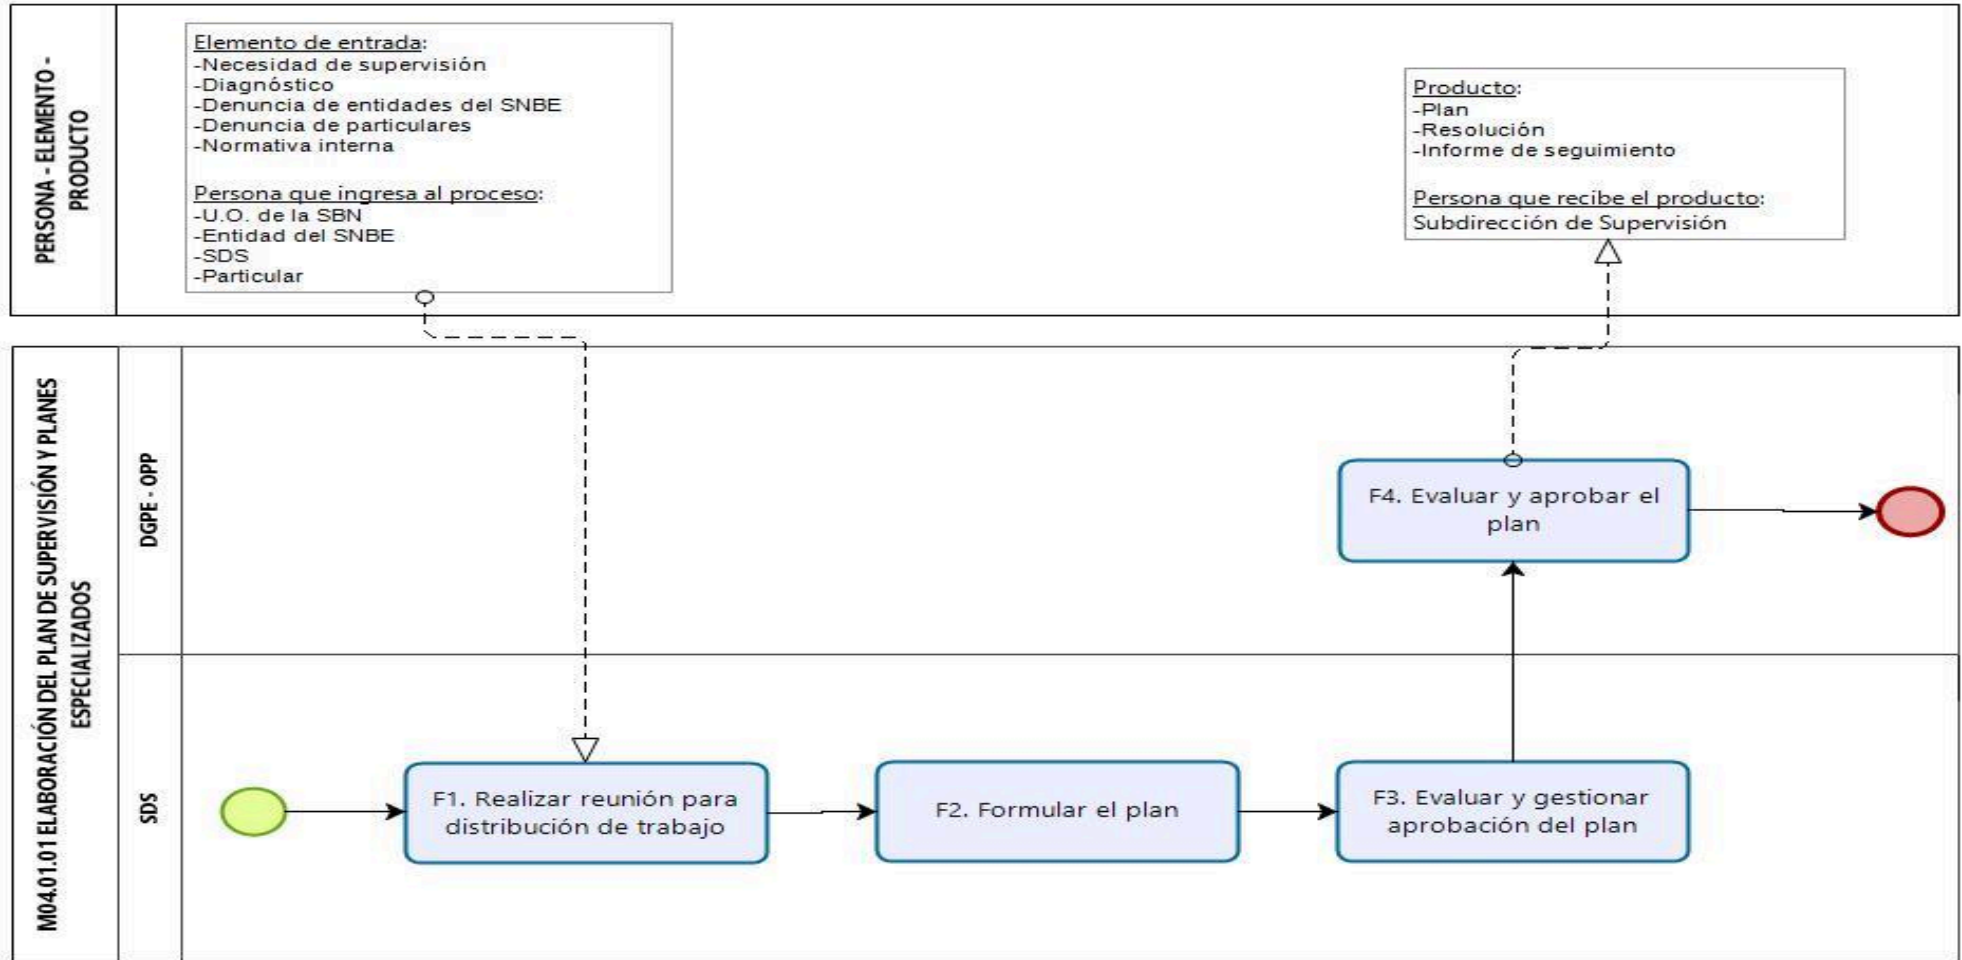 PERSONA - ELEMENTO -
PRODUCTO
Elemento de entrada:
-Necesidad de supervisión
-Diagnóstico
-Denuncia de entidades del SNBE
-Denuncia de particulares
-Normativa interna
Persona que ingresa al proceso:
-U.O. de la SBN
-Entidad del SNBE
-SDS
-Particular
Producto:
-Plan
-Resolución
-Informe de seguimiento
Persona que recibe el producto:
Subdirección de Supervisión
M04.01.01 ELABORACIÓN DEL PLAN DE SUPERVISIÓN Y PLANES
ESPECIALIZADOS
DGPE - OPP
F4. Evaluar y aprobar el
plan
SDS
F1. Realizar reunión para
distribución de trabajo
F2. Formular el plan
F3. Evaluar y gestionar
aprobación del plan